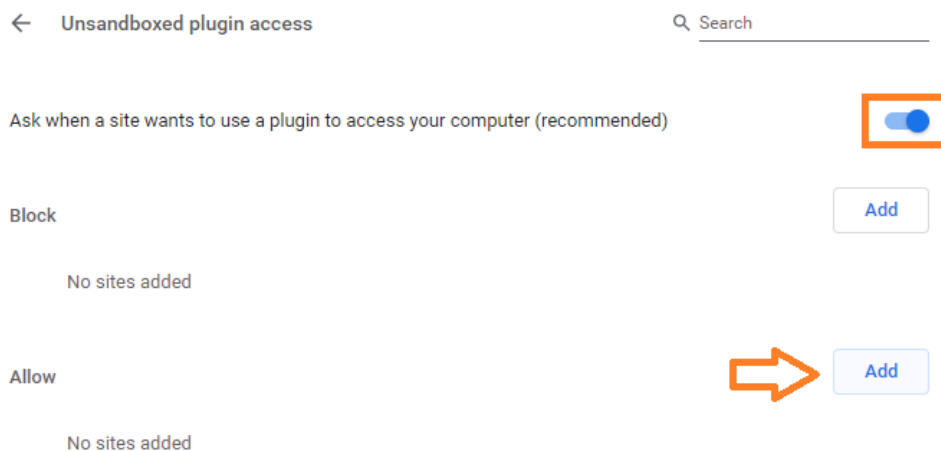 Unsandboxed plugin access
Search
Ask when a site wants to use a plugin to access your computer (recommended)
Block
Add
No sites added
Allow
Add
No sites added